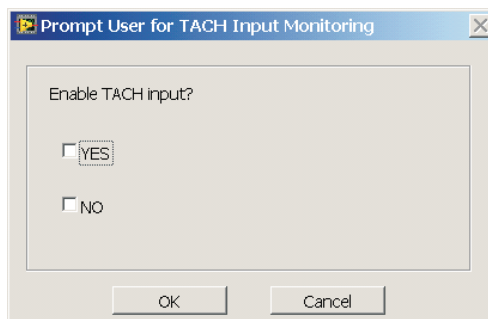 Prompt User for TACH Input Monitoring
Enable TACH input?
YES
NO
OK Cancel